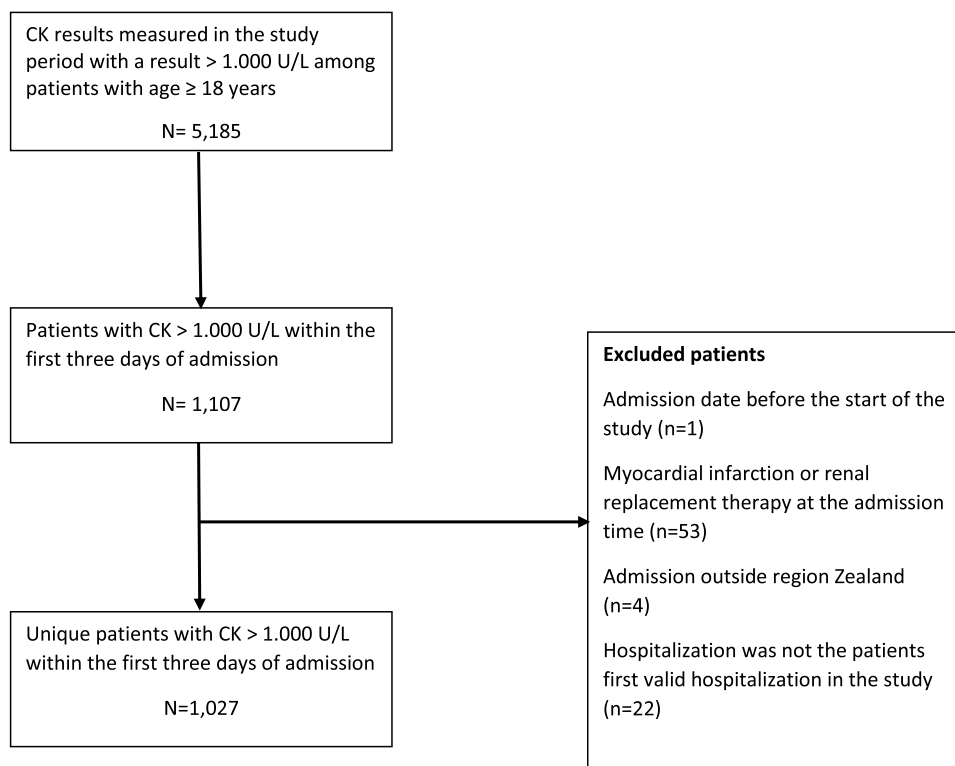 CK results measured in the study
period with a result > 1.000 U/L among
patients with age ≥ 18 years
N= 5,185
Patients with CK > 1.000 U/L within the
first three days of admission
N= 1,107
Excluded patients
Admission date before the start of the
study (n=1)
Myocardial infarction or renal
replacement therapy at the admission
time (n=53)
Admission outside region Zealand
(n=4)
Hospitalization was not the patients
first valid hospitalization in the study
(n=22)
Unique patients with CK > 1.000 U/L
within the first three days of admission
N=1,027